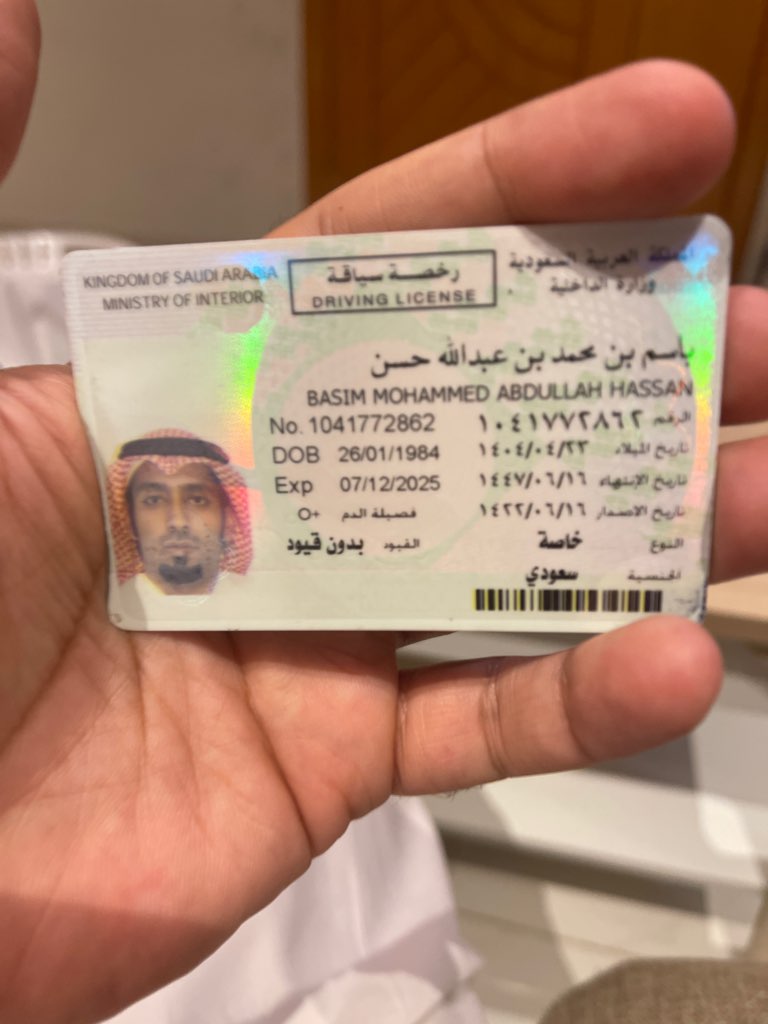 KINGDOM OF SAUDI ARABIA
MINISTRY OF INTERIOR
رخصة سياقة
DRIVING LICENSE
المملكة العربية السعودية
وزارة الداخلية
باسم بن محمد بن عبدالله حسن
BASIM MOHAMMED ABDULLAH HASSAN
No. 1041772862 الرقم ١٠٤١٧٧٢٨٦٢
DOB 26/01/1984 تاريخ الميلاد ١٤٠٤/٠٤/٢٣
Exp 07/12/2025 تاريخ الإنتهاء ١٤٤٧/٠٦/١٦
فصيلة الدم O+ تاريخ الاصدار ١٤٢٢/٠٦/١٦
القيود بدون قيود النوع خاصة
الجنسية سعودي